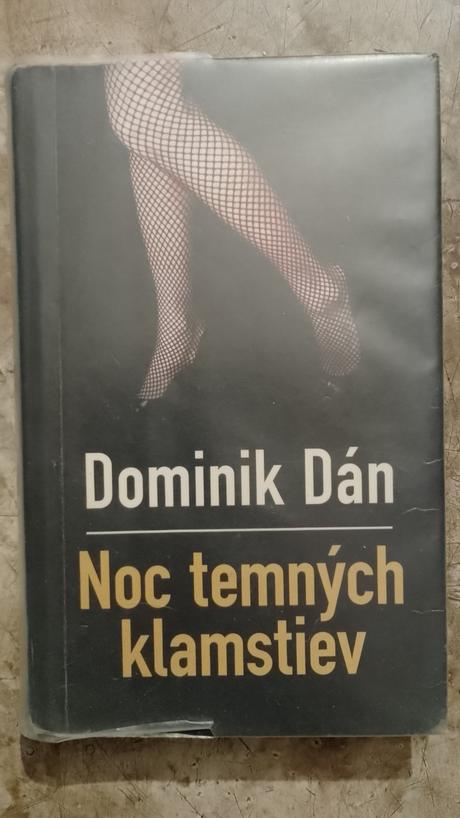 Dominik Dán
Noc temných
klamstiev